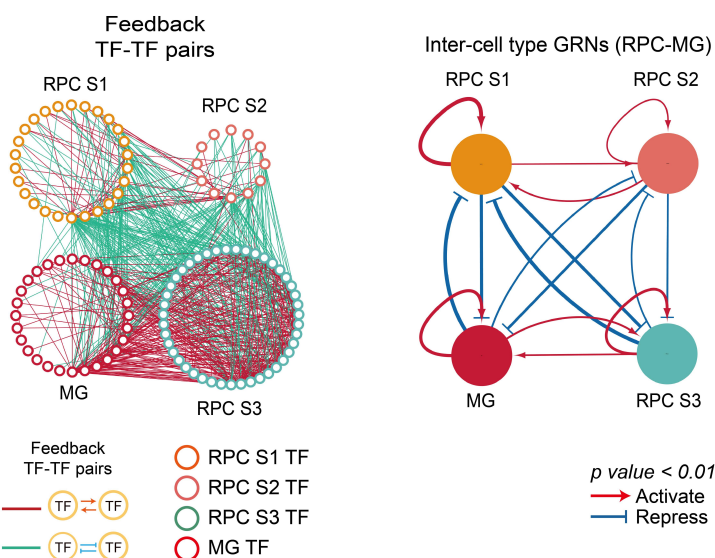 Feedback
TF-TF pairs
RPC S1
RPC S2
MG
RPC S3
Inter-cell type GRNs (RPC-MG)
RPC S1
RPC S2
MG
RPC S3
Feedback
TF-TF pairs
TF TF
TF TF
RPC S1 TF
RPC S2 TF
RPC S3 TF
MG TF
p value < 0.01
Activate
Repress